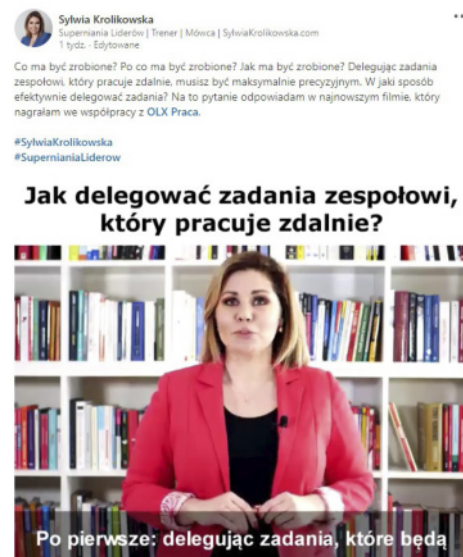 Sylwia Krolikowska
Superniania Liderów | Trener | Mówca | SylwiaKrolikowska.com
1 tydz. · Edytowane
Co ma być zrobione? Po co ma być zrobione? Jak ma być zrobione? Delegując zadania
zespołowi, który pracuje zdalnie, musisz być maksymalnie precyzyjnym. W jaki sposób
efektywnie delegować zadania? Na to pytanie odpowiadam w najnowszym filmie, który
nagrałam we współpracy z OLX Praca.
#SylwiaKrolikowska
#SupernianiaLiderow
Jak delegować zadania zespołowi,
który pracuje zdalnie?
Po pierwsze: delegując zadania, które będą